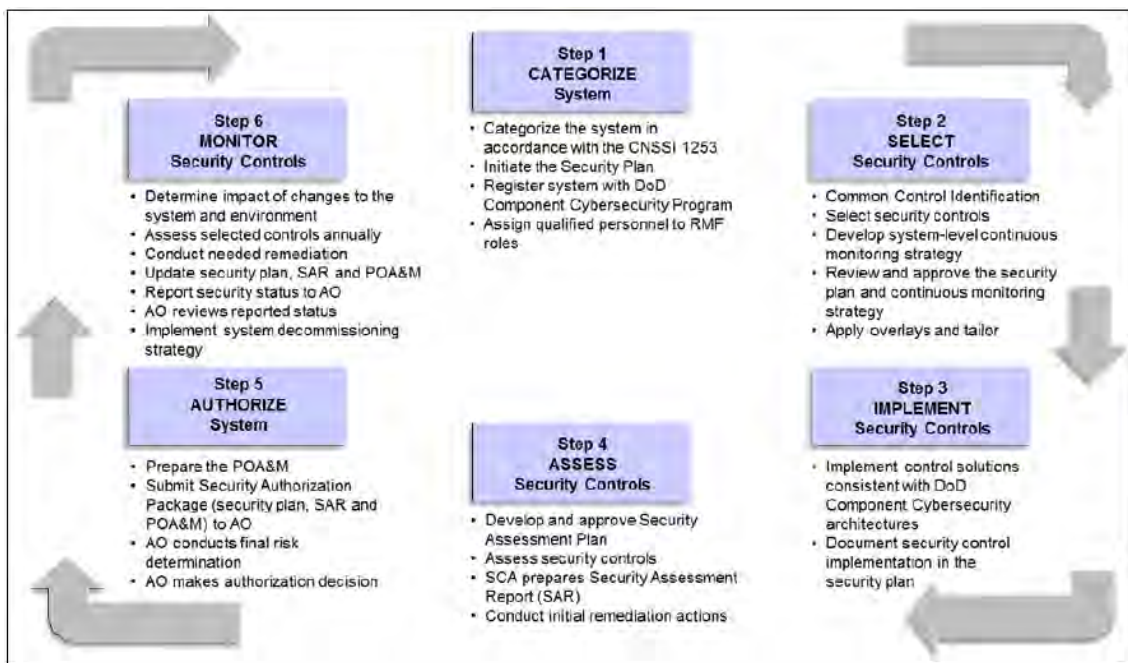 Step 1
CATEGORIZE
System
• Categorize the system in
accordance with the CNSSI 1253
• Initiate the Security Plan
• Register system with DoD
Component Cybersecurity Program
• Assign qualified personnel to RMF
roles
Step 2
SELECT
Security Controls
• Common Control Identification
• Select security controls
• Develop system-level continuous
monitoring strategy
• Review and approve the security
plan and continuous monitoring
strategy
• Apply overlays and tailor
Step 3
IMPLEMENT
Security Controls
• Implement control solutions
consistent with DoD
Component Cybersecurity
architectures
• Document security control
implementation in the
security plan
Step 4
ASSESS
Security Controls
• Develop and approve Security
Assessment Plan
• Assess security controls
• SCA prepares Security Assessment
Report (SAR)
• Conduct initial remediation actions
Step 5
AUTHORIZE
System
• Prepare the POA&M
• Submit Security Authorization
Package (security plan, SAR and
POA&M) to AO
• AO conducts final risk
determination
• AO makes authorization decision
Step 6
MONITOR
Security Controls
• Determine impact of changes to the
system and environment
• Assess selected controls annually
• Conduct needed remediation
• Update security plan, SAR and POA&M
• Report security status to AO
• AO reviews reported status
• Implement system decommissioning
strategy